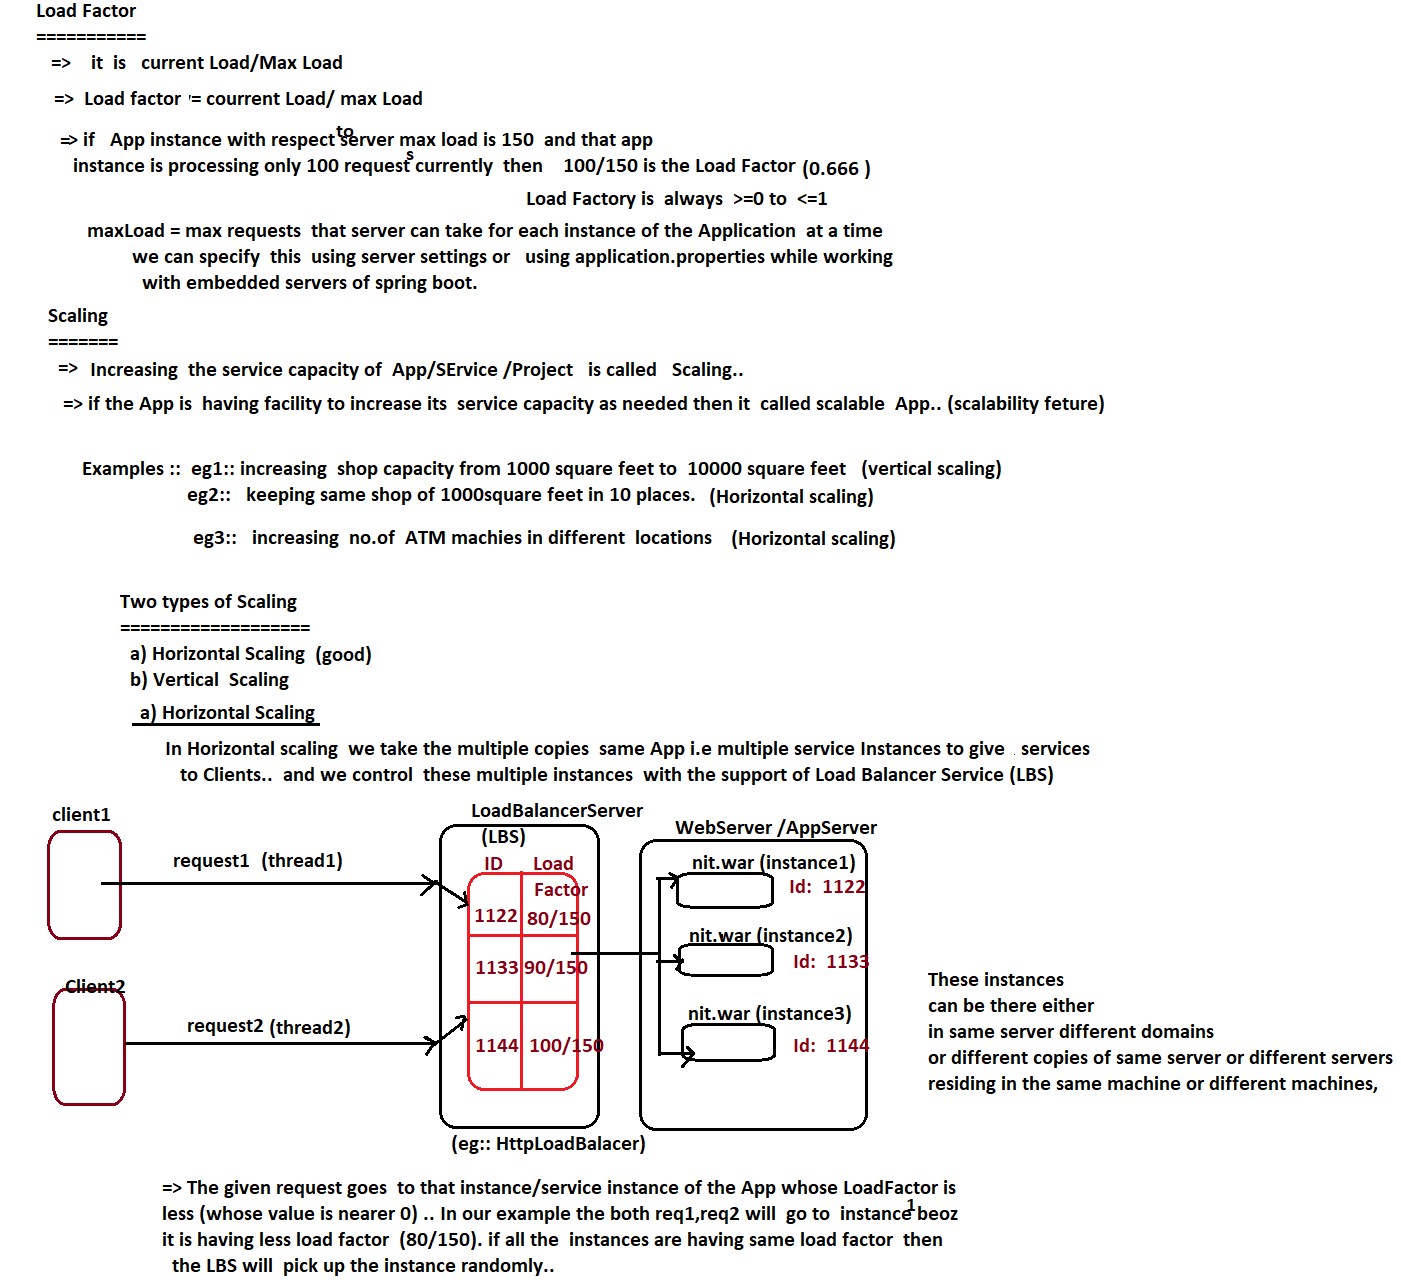 Load Factor
===========
=> it is current Load/Max Load
=> Load factor = courrent Load/ max Load
=> if App instance with respect to server max load is 150 and that app
instance is processing only 100 requests currently then 100/150 is the Load Factor (0.666 )
Load Factory is always >=0 to <=1
maxLoad = max requests that server can take for each instance of the Application at a time
we can specify this using server settings or using application.properties while working
with embedded servers of spring boot.
Scaling
=======
=> Increasing the service capacity of App/SErvice /Project is called Scaling..
=> if the App is having facility to increase its service capacity as needed then it called scalable App.. (scalability feture)
Examples :: eg1:: increasing shop capacity from 1000 square feet to 10000 square feet (vertical scaling)
eg2:: keeping same shop of 1000square feet in 10 places. (Horizontal scaling)
eg3:: increasing no.of ATM machies in different locations (Horizontal scaling)
Two types of Scaling
===================
a) Horizontal Scaling (good)
b) Vertical Scaling
a) Horizontal Scaling
In Horizontal scaling we take the multiple copies same App i.e multiple service Instances to give services
to Clients.. and we control these multiple instances with the support of Load Balancer Service (LBS)
client1
request1 (thread1)
Client2
request2 (thread2)
LoadBalancerServer
(LBS)
ID Load
Factor
1122 80/150
1133 90/150
1144 100/150
(eg:: HttpLoadBalacer)
WebServer /AppServer
nit.war (instance1)
Id: 1122
nit.war (instance2)
Id: 1133
nit.war (instance3)
Id: 1144
These instances
can be there either
in same server different domains
or different copies of same server or different servers
residing in the same machine or different machines,
=> The given request goes to that instance/service instance of the App whose LoadFactor is
less (whose value is nearer 0) .. In our example the both req1,req2 will go to instance1 beoz
it is having less load factor (80/150). if all the instances are having same load factor then
the LBS will pick up the instance randomly..